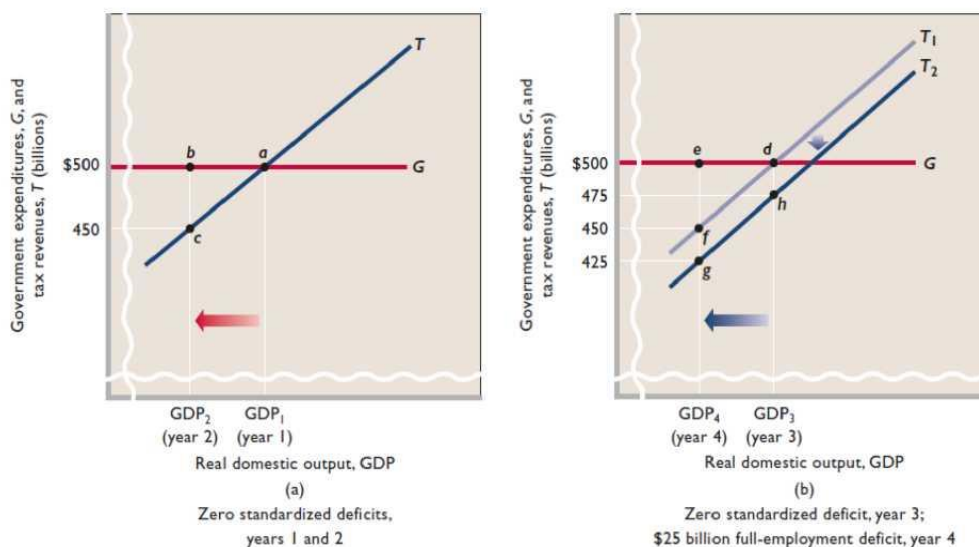 Government expenditures, G, and
tax revenues, T (billions)
$500
450
b
a
c
T
G
GDP2
(year 2)
GDP1
(year 1)
Real domestic output, GDP
(a)
Zero standardized deficits,
years 1 and 2
Government expenditures, G, and
tax revenues, T (billions)
$500
475
450
425
e
d
h
f
g
T1
T2
G
GDP4
(year 4)
GDP3
(year 3)
Real domestic output, GDP
(b)
Zero standardized deficit, year 3;
$25 billion full-employment deficit, year 4